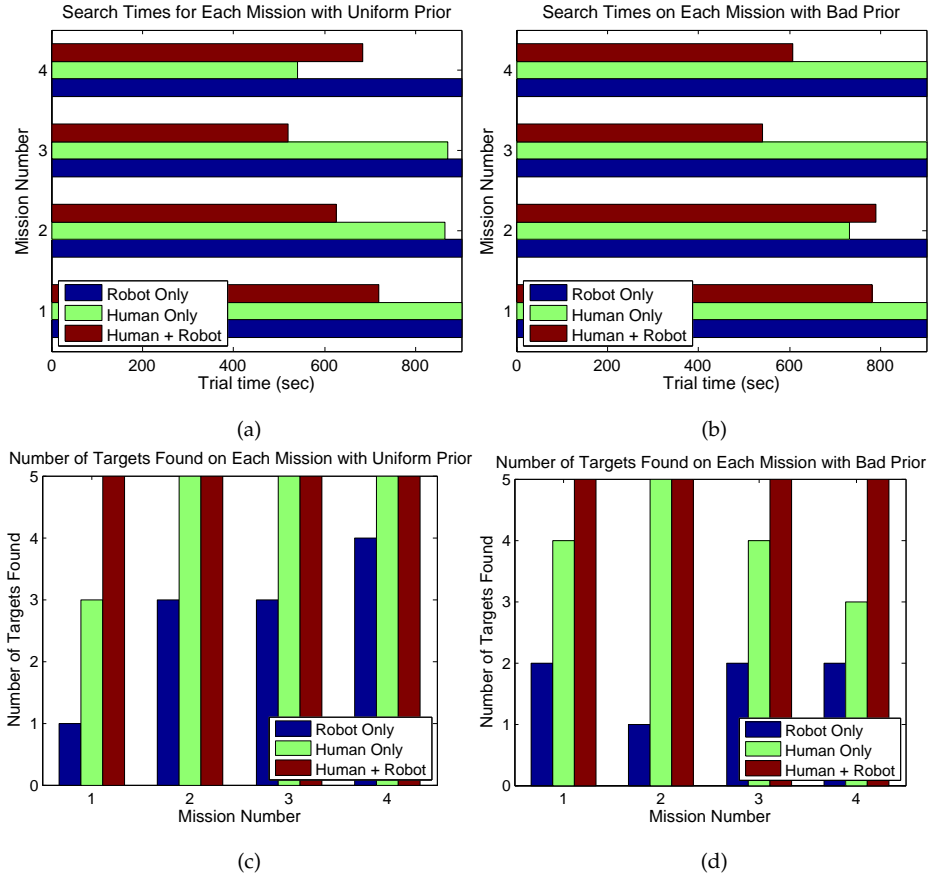 Search Times for Each Mission with Uniform Prior
Mission Number
4
3
2
1
Robot Only
Human Only
Human + Robot
0 200 400 600 800
Trial time (sec)
(a)
Search Times on Each Mission with Bad Prior
Mission Number
4
3
2
1
Robot Only
Human Only
Human + Robot
0 200 400 600 800
Trial time (sec)
(b)
Number of Targets Found on Each Mission with Uniform Prior
Number of Targets Found
5
4
3
2
1
0
Robot Only
Human Only
Human + Robot
1 2 3 4
Mission Number
(c)
Number of Targets Found on Each Mission with Bad Prior
Number of Targets Found
5
4
3
2
1
0
Robot Only
Human Only
Human + Robot
1 2 3 4
Mission Number
(d)